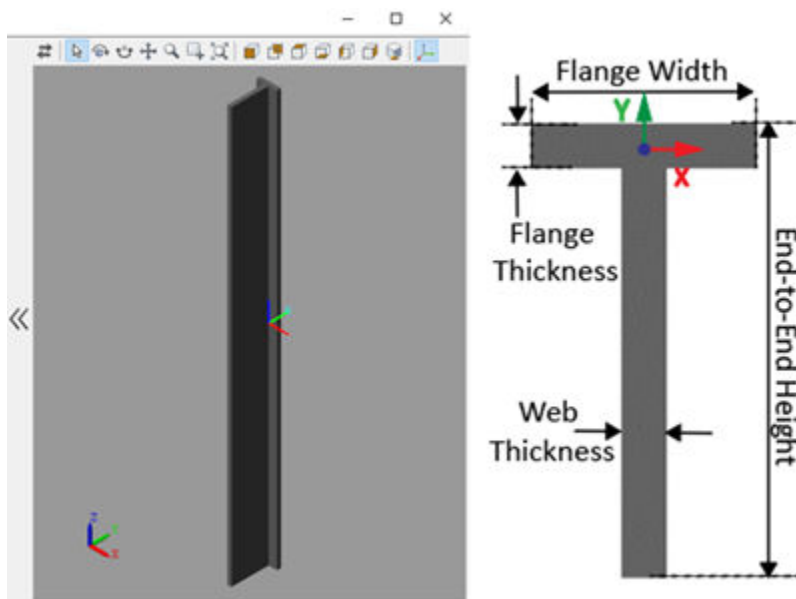 Flange Width
Y
X
Flange
Thickness
Web
Thickness
End-to-End Height
Z
Y
X